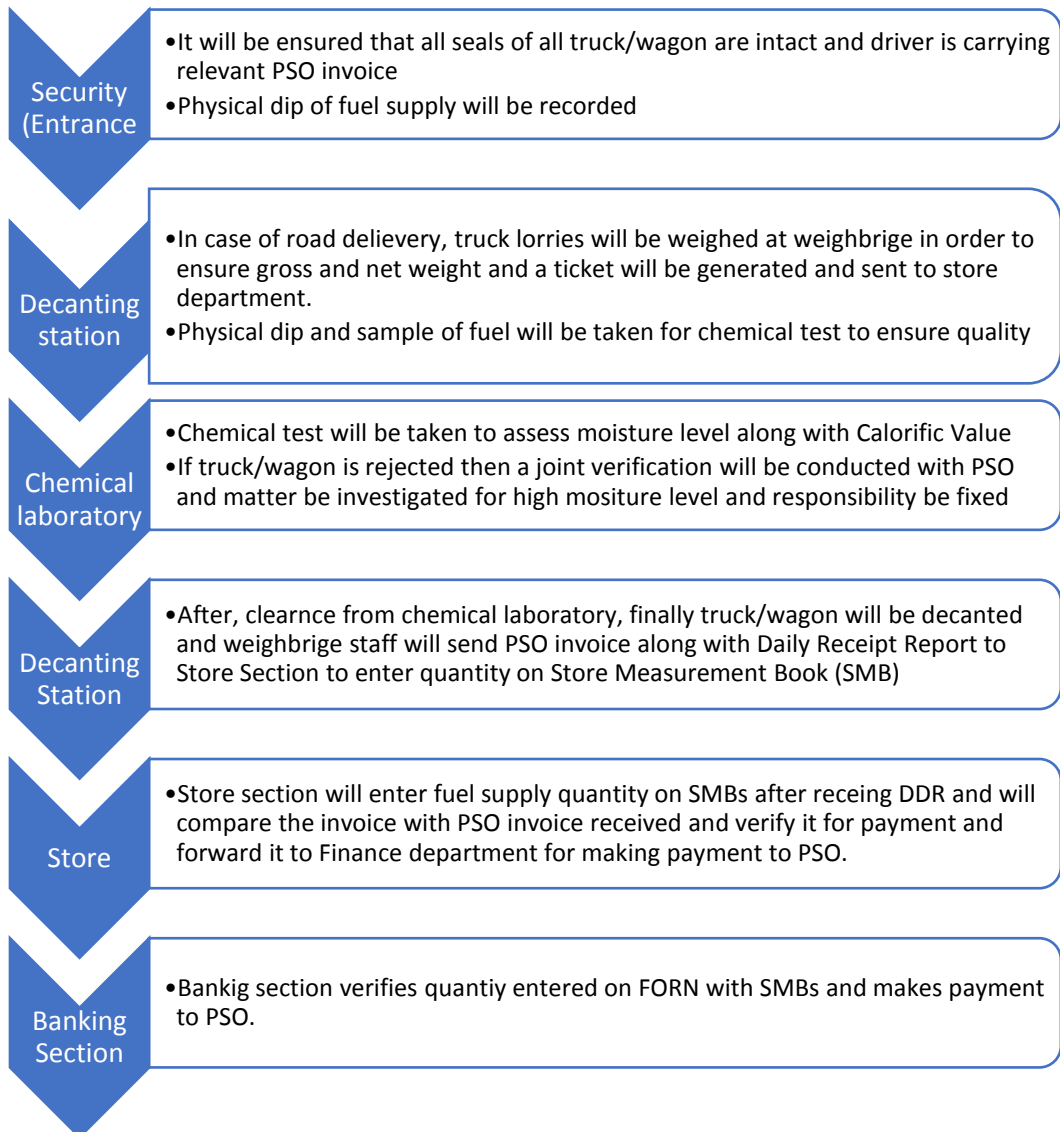 Security
(Entrance
•It will be ensured that all seals of all truck/wagon are intact and driver is carrying
relevant PSO invoice
•Physical dip of fuel supply will be recorded
Decanting
station
•In case of road delievery, truck lorries will be weighed at weighbrige in order to
ensure gross and net weight and a ticket will be generated and sent to store
department.
•Physical dip and sample of fuel will be taken for chemical test to ensure quality
Chemical
laboratory
•Chemical test will be taken to assess moisture level along with Calorific Value
•If truck/wagon is rejected then a joint verification will be conducted with PSO
and matter be investigated for high mositure level and responsibility be fixed
Decanting
Station
•After, clearnce from chemical laboratory, finally truck/wagon will be decanted
and weighbrige staff will send PSO invoice along with Daily Receipt Report to
Store Section to enter quantity on Store Measurement Book (SMB)
Store
•Store section will enter fuel supply quantity on SMBs after receing DDR and will
compare the invoice with PSO invoice received and verify it for payment and
forward it to Finance department for making payment to PSO.
Banking
Section
•Bankig section verifies quantiy entered on FORN with SMBs and makes payment
to PSO.